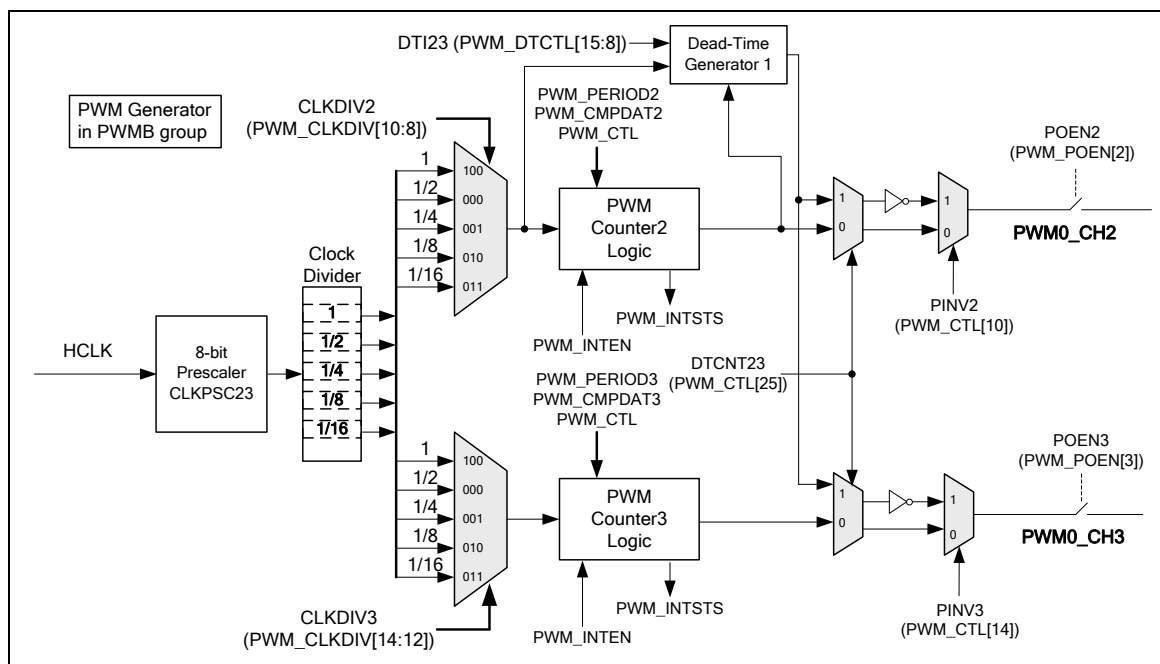 DTI23 (PWM_DTCTL[15:8])
Dead-Time
Generator 1
PWM Generator
in PWMB group
CLKDIV2
(PWM_CLKDIV[10:8])
PWM_PERIOD2
PWM_CMPDAT2
PWM_CTL
POEN2
(PWM_POEN[2])
1
1/2
1/4
1/8
1/16
100
000
001
010
011
PWM
Counter2
Logic
1
0
1
0
PWM0_CH2
Clock
Divider
1
1/2
1/4
1/8
1/16
PWM_INTSTS
PWM_INTEN
PINV2
(PWM_CTL[10])
HCLK
8-bit
Prescaler
CLKPSC23
DTCNT23
(PWM_CTL[25])
PWM_PERIOD3
PWM_CMPDAT3
PWM_CTL
POEN3
(PWM_POEN[3])
1
1/2
1/4
1/8
1/16
100
000
001
010
011
PWM
Counter3
Logic
1
0
1
0
PWM0_CH3
PWM_INTSTS
PWM_INTEN
CLKDIV3
(PWM_CLKDIV[14:12])
PINV3
(PWM_CTL[14])